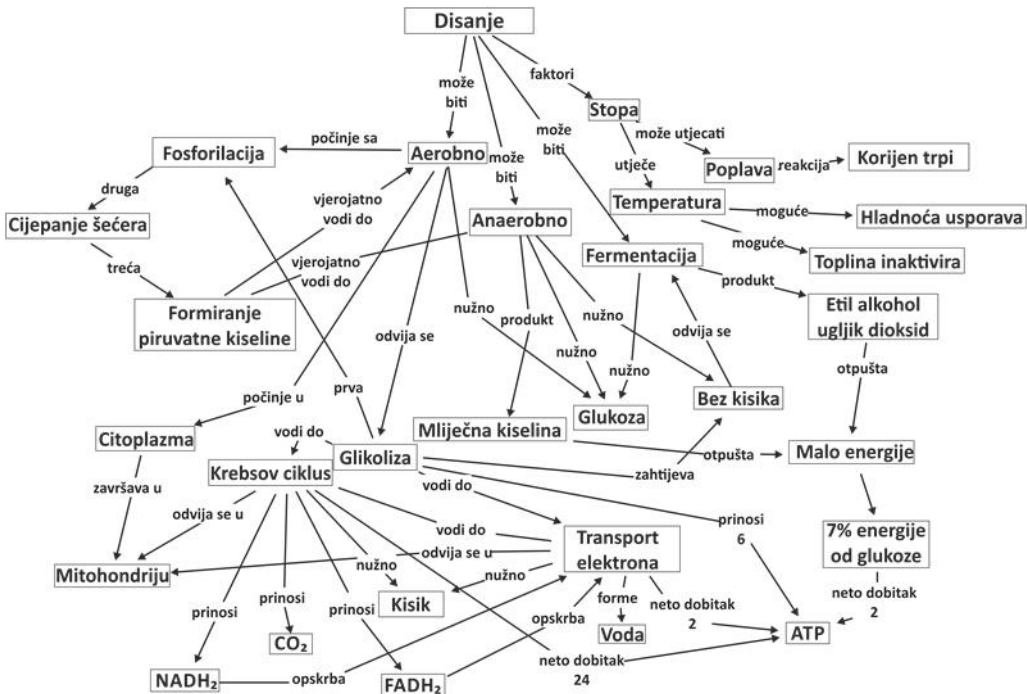 Disanje
može
biti
faktori
Stopa
počinje sa
Fosforilacija
Aerobno
može
biti
može
biti
može utjecati
utječe
Poplava
reakcija
Korijen trpi
druga
vjerojatno
vodi do
Temperatura
moguće
Hladnoća usporava
Cijepanje šećera
Anaerobno
moguće
Fermentacija
Toplina inaktivira
treća
vjerojatno
vodi do
produkt
Formiranje
piruvatne kiseline
nužno
produkt
nužno
Etil alkohol
ugljik dioksid
odvija se
odvija se
nužno
nužno
otpušta
prva
počinje u
Glukoza
Bez kisika
Citoplazma
vodi do
Mliječna kiselina
Glikoliza
otpušta
Malo energije
Krebsov ciklus
zahtijeva
vodi do
završava u
odvija se u
vodi do
prinosi
6
Transport
elektrona
7% energije
od glukoze
odvija se u
Mitohondriju
nužno
nužno
prinosi
prinosi
prinosi
Kisik
forme
neto dobitak
2
neto dobitak
2
opskrba
CO₂
Voda
ATP
neto dobitak
24
NADH₂
opskrba
FADH₂